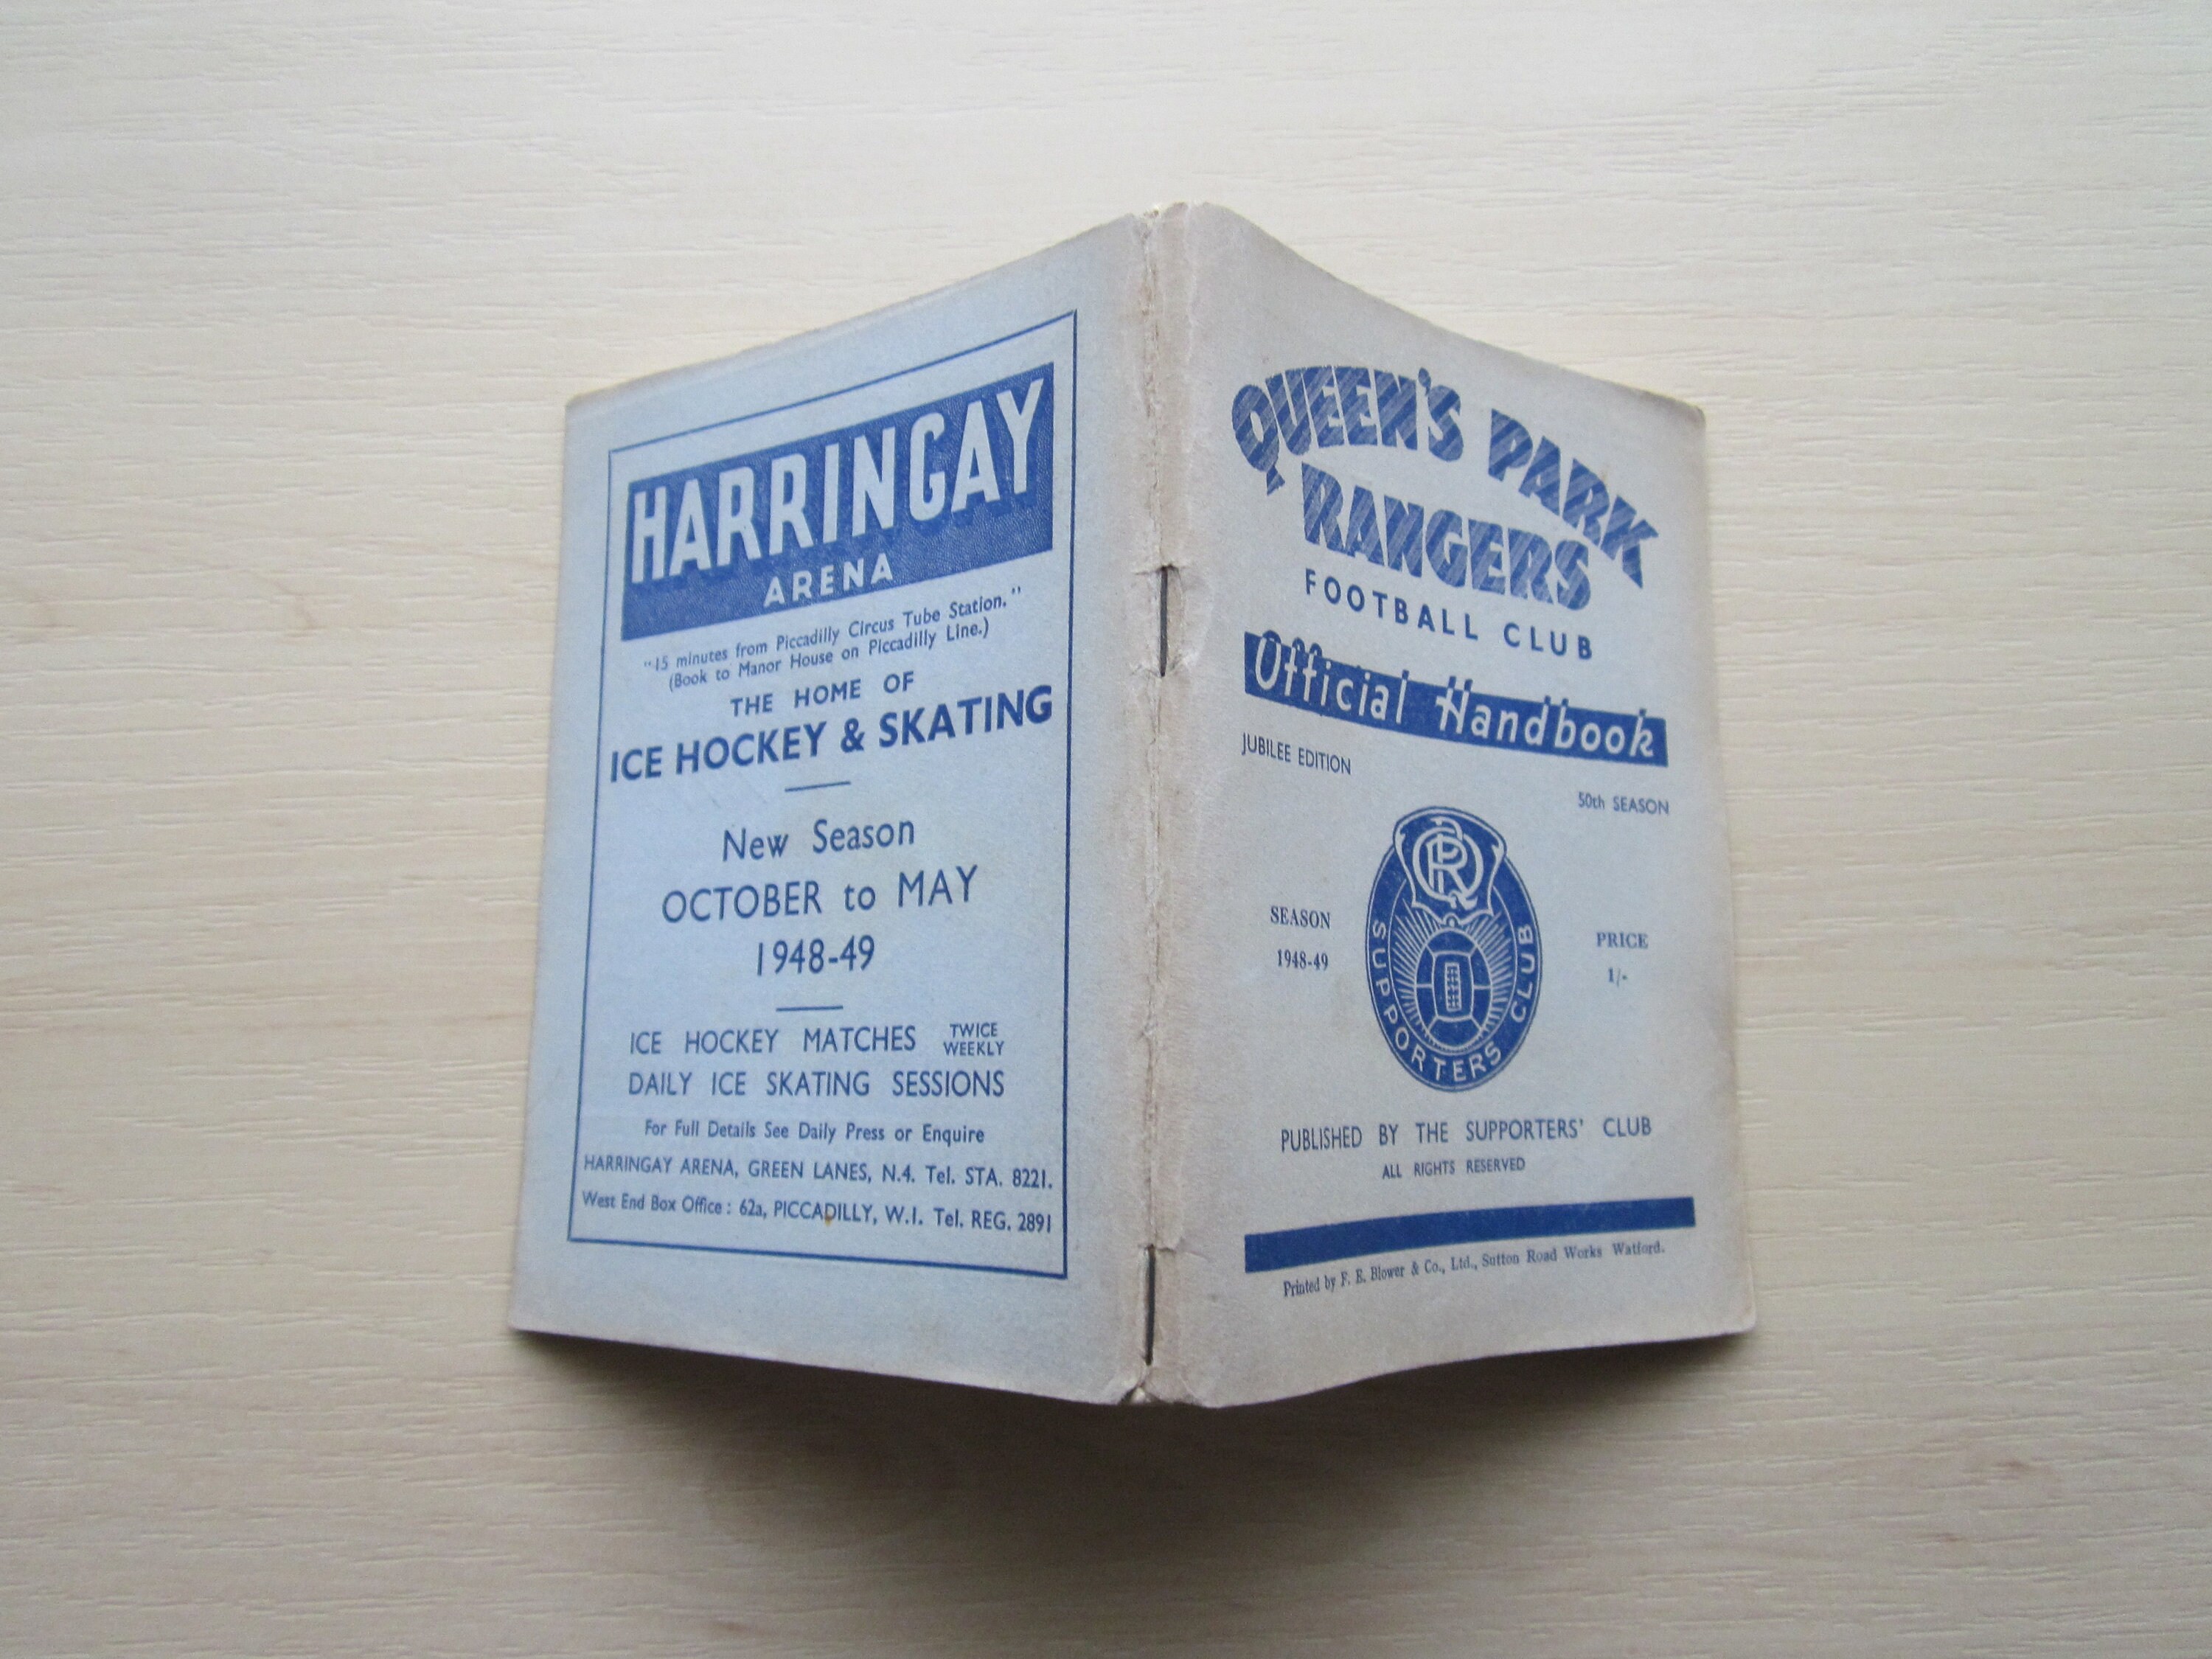 HARRINGAY
ARENA
"15 minutes from Piccadilly Circus Tube Station."
(Book to Manor House on Piccadilly Line.)
THE HOME OF
ICE HOCKEY & SKATING
New Season
OCTOBER to MAY
1948-49
ICE HOCKEY MATCHES TWICE WEEKLY
DAILY ICE SKATING SESSIONS
For Full Details See Daily Press or Enquire
HARRINGAY ARENA, GREEN LANES, N.4. Tel. STA. 8221.
West End Box Office : 62a, PICCADILLY, W.1. Tel. REG. 2891
QUEEN'S PARK
RANGERS
FOOTBALL CLUB
Official Handbook
JUBILEE EDITION
50th SEASON
QPR
SUPPORTERS CLUB
SEASON
1948-49
PRICE
1/-
PUBLISHED BY THE SUPPORTERS' CLUB
ALL RIGHTS RESERVED
Printed by F. E. Blower & Co., Ltd., Sutton Road Works Watford.